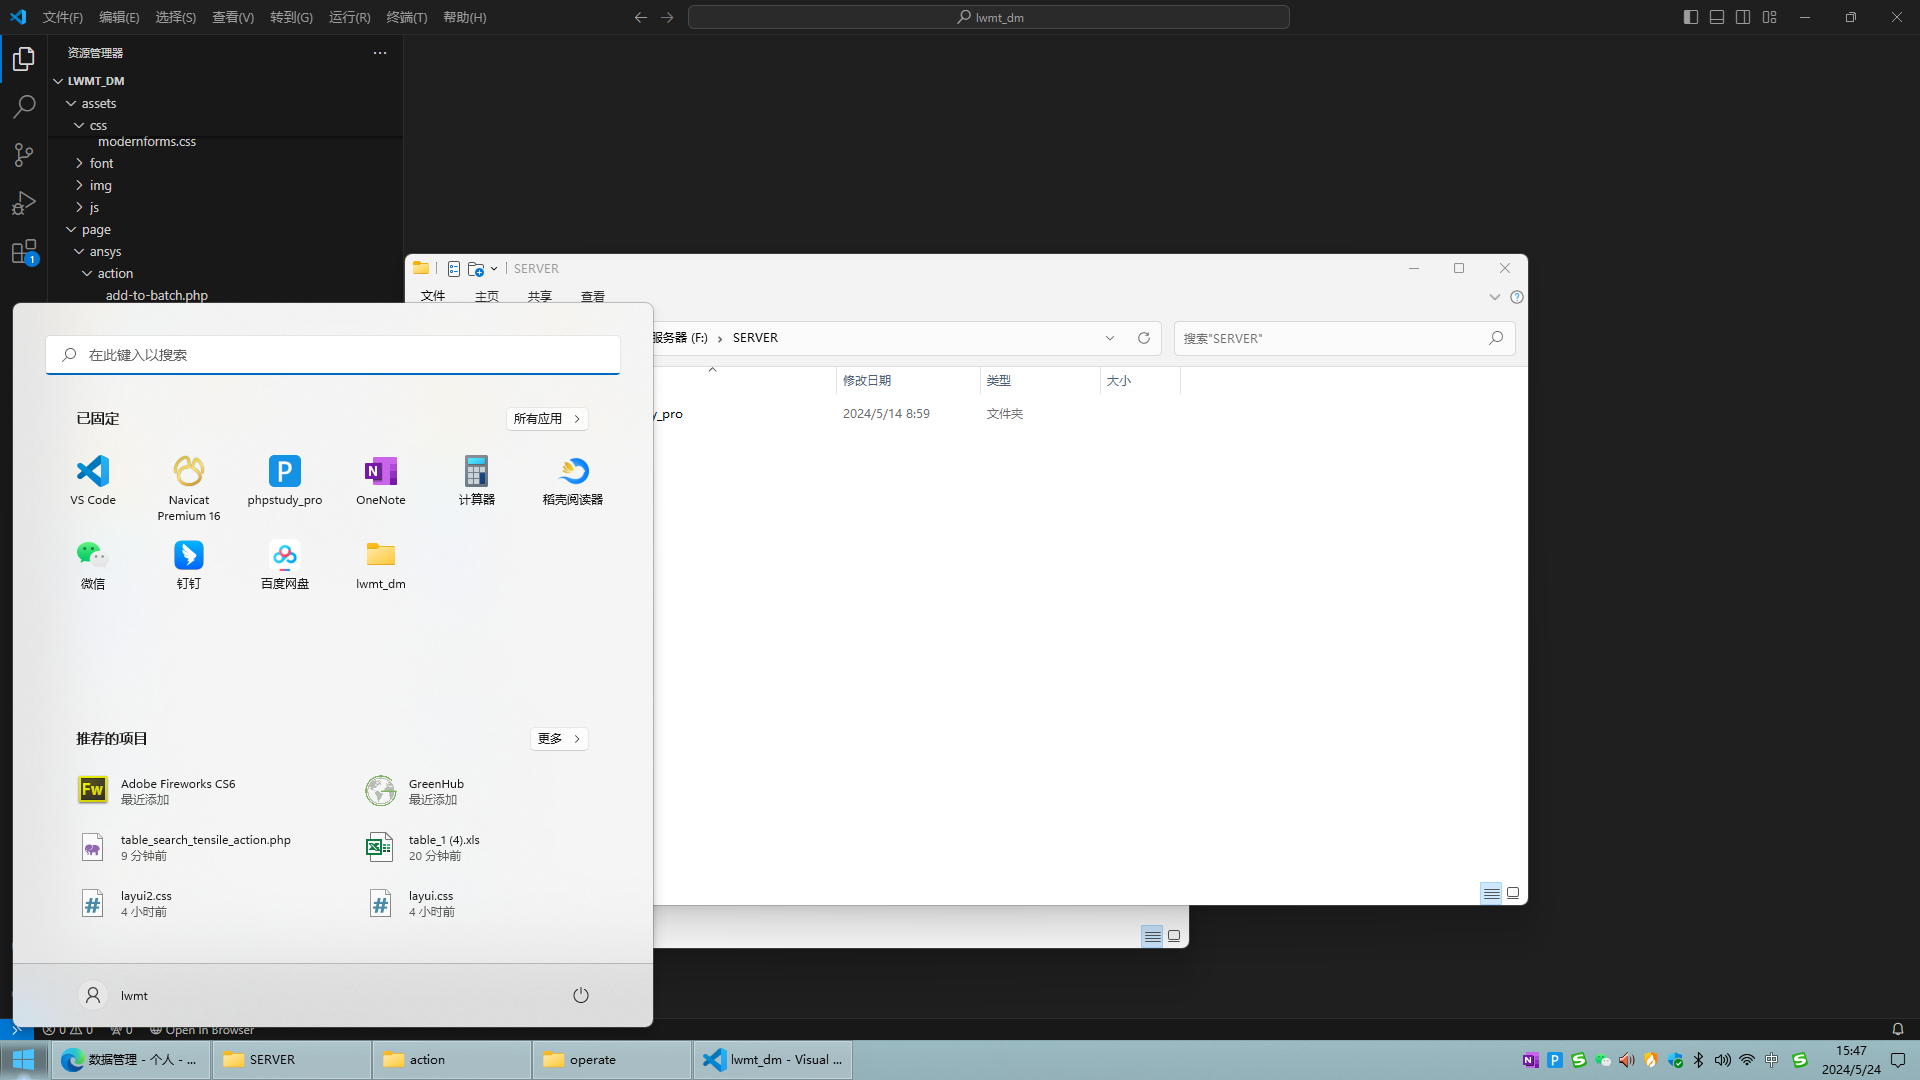 文件(F) 编辑(E) 选择(S) 查看(V) 转到(G) 运行(R) 终端(T) 帮助(H)
lwmt_dm
资源管理器
LWMT_DM
assets
css
modernforms.css
font
img
js
page
ansys
action
add-to-batch.php
1
SERVER
文件 主页 共享 查看
服务器 (F:) › SERVER
搜索"SERVER"
修改日期 类型 大小
y_pro 2024/5/14 8:59 文件夹
在此键入以搜索
已固定
所有应用
VS Code
Navicat Premium 16
phpstudy_pro
OneNote
计算器
稻壳阅读器
微信
钉钉
百度网盘
lwmt_dm
推荐的项目
更多
Adobe Fireworks CS6
最近添加
GreenHub
最近添加
table_search_tensile_action.php
9 分钟前
table_1 (4).xls
20 分钟前
layui2.css
4 小时前
layui.css
4 小时前
lwmt
0 0 0 Open In Browser
数据管理 - 个人 - ...
SERVER
action
operate
lwmt_dm - Visual ...
中
15:47
2024/5/24